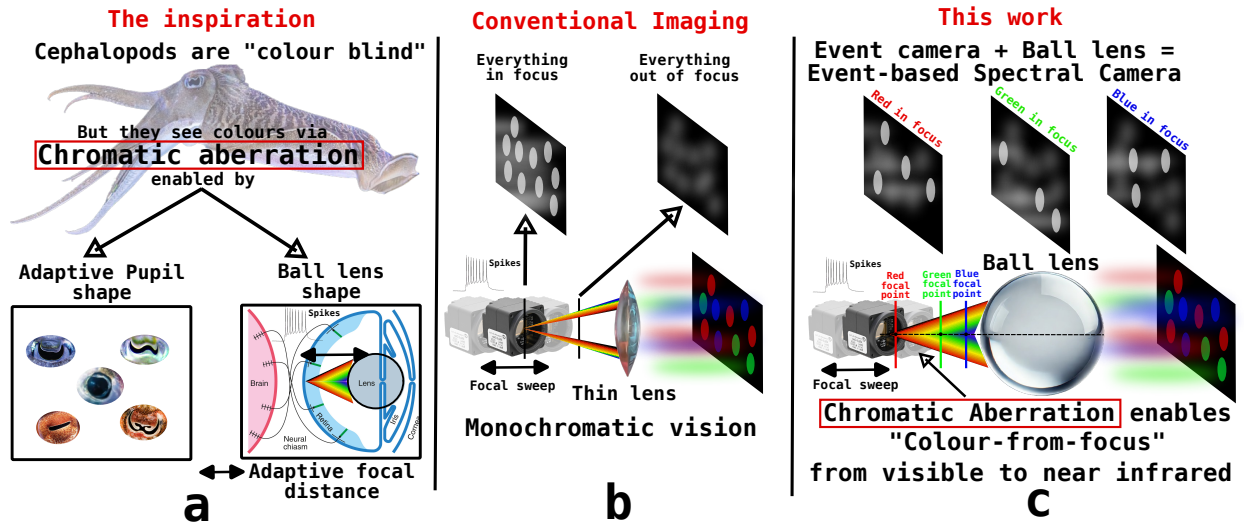 The inspiration
Cephalopods are "colour blind"
But they see colours via
Chromatic aberration
enabled by
Adaptive Pupil
shape
Ball lens
shape
Spikes
Brain
Lens
Retina
Iris
Cornea
Neural
chiasm
Adaptive focal
distance
a
Conventional Imaging
Everything
in focus
Everything
out of focus
Spikes
Focal sweep
Thin lens
Monochromatic vision
b
This work
Event camera + Ball lens =
Event-based Spectral Camera
Red in focus
Green in focus
Blue in focus
Ball lens
Spikes
Red
focal
point
Green
focal
point
Blue
focal
point
Focal sweep
Chromatic Aberration enables
"Colour-from-focus"
from visible to near infrared
c